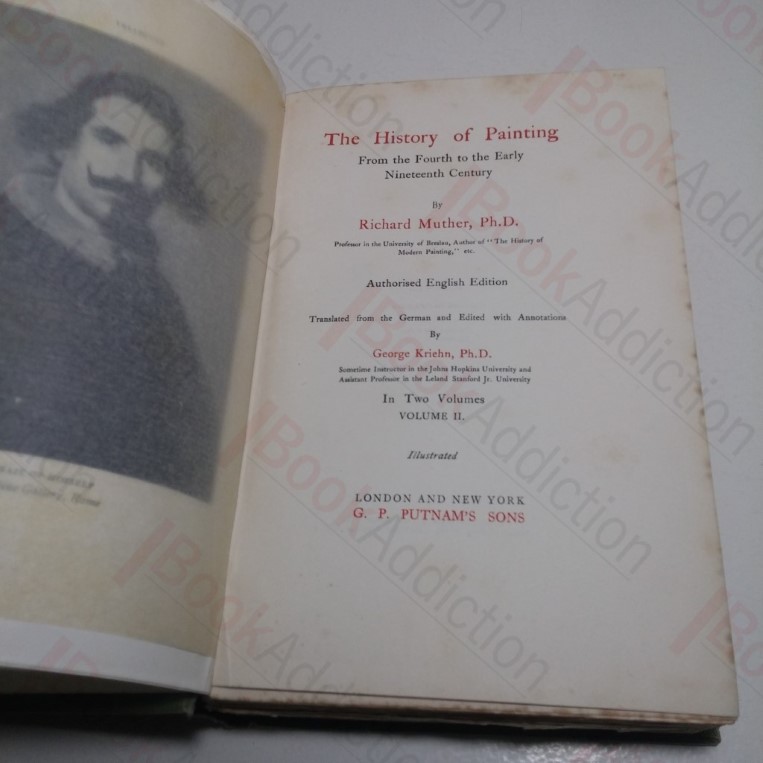 The History of Painting
From the Fourth to the Early
Nineteenth Century
By
Richard Muther, Ph.D.
Professor in the University of Breslau, Author of "The History of
Modern Painting," etc.
Authorised English Edition
Translated from the German and Edited with Annotations
By
George Kriehn, Ph.D.
Sometime Instructor in the Johns Hopkins University and
Assistant Professor in the Leland Stanford Jr. University
In Two Volumes
VOLUME II.
Illustrated
LONDON AND NEW YORK
G. P. PUTNAM'S SONS
Gallery, Rome
BookAddiction